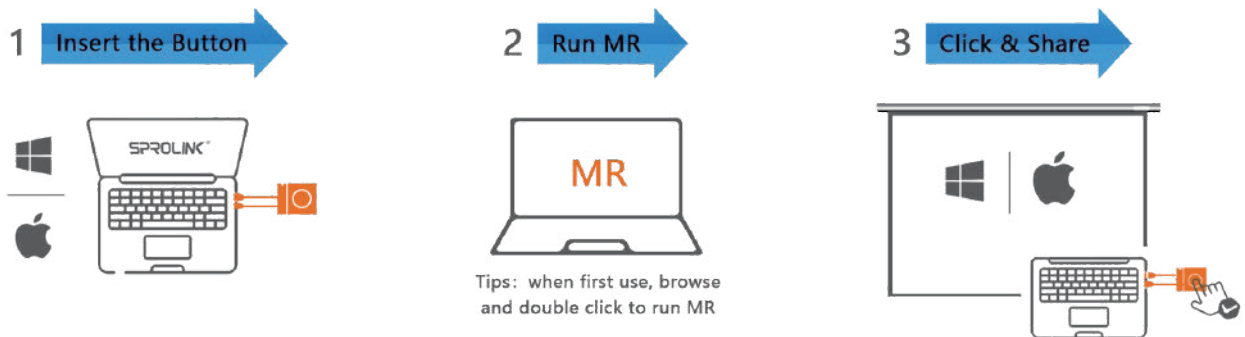 1 Insert the Button
2 Run MR
3 Click & Share
SPROLINK®
MR
Tips: when first use, browse
and double click to run MR